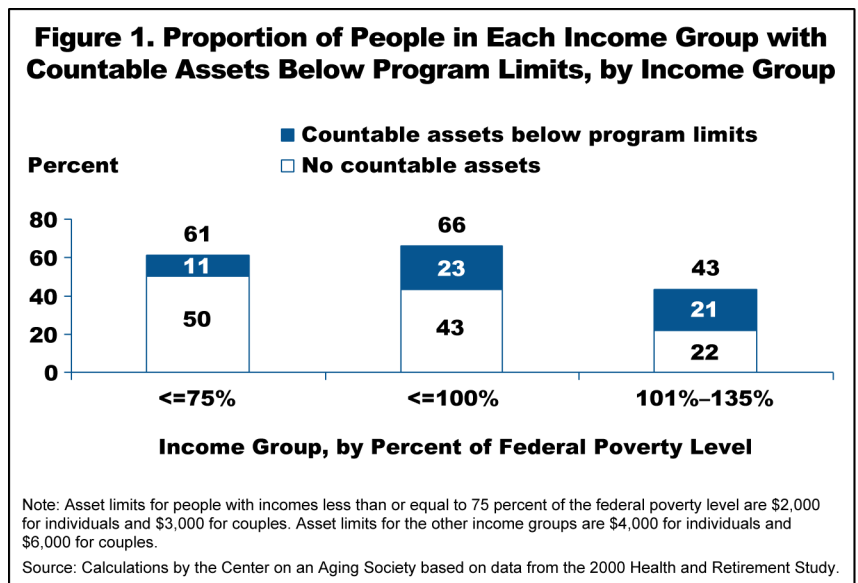 Figure 1. Proportion of People in Each Income Group with
Countable Assets Below Program Limits, by Income Group
Countable assets below program limits
Percent
No countable assets
80
60
40
20
0
61
11
50
66
23
43
43
21
22
<=75%
<=100%
101%–135%
Income Group, by Percent of Federal Poverty Level
Note: Asset limits for people with incomes less than or equal to 75 percent of the federal poverty level are $2,000
for individuals and $3,000 for couples. Asset limits for the other income groups are $4,000 for individuals and
$6,000 for couples.
Source: Calculations by the Center on an Aging Society based on data from the 2000 Health and Retirement Study.